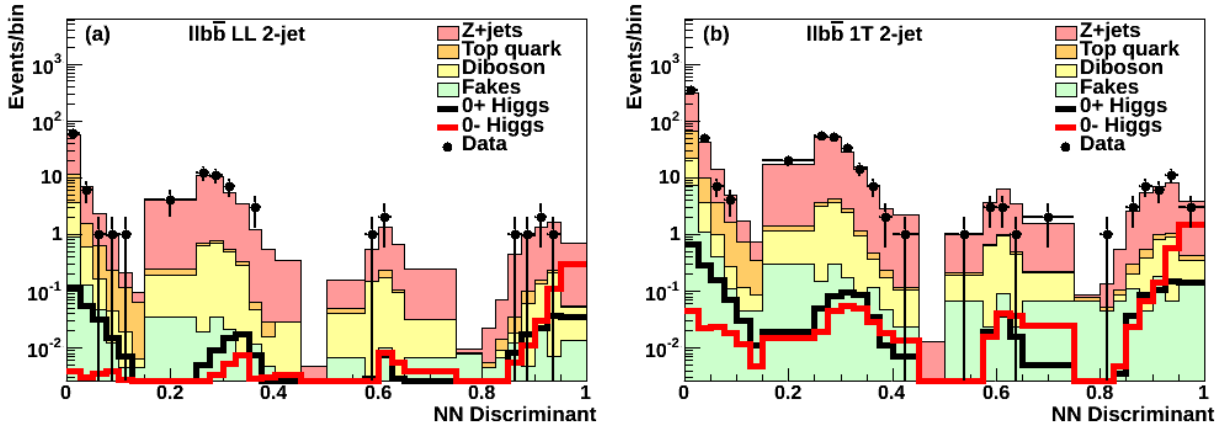 (a) llbb̅ LL 2-jet
Events/bin
10³
10²
10
1
10⁻¹
10⁻²
Z+jets
Top quark
Diboson
Fakes
0+ Higgs
0- Higgs
Data
0 0.2 0.4 0.6 0.8 1
NN Discriminant
(b) llbb̅ 1T 2-jet
Events/bin
10³
10²
10
1
10⁻¹
10⁻²
Z+jets
Top quark
Diboson
Fakes
0+ Higgs
0- Higgs
Data
0 0.2 0.4 0.6 0.8 1
NN Discriminant